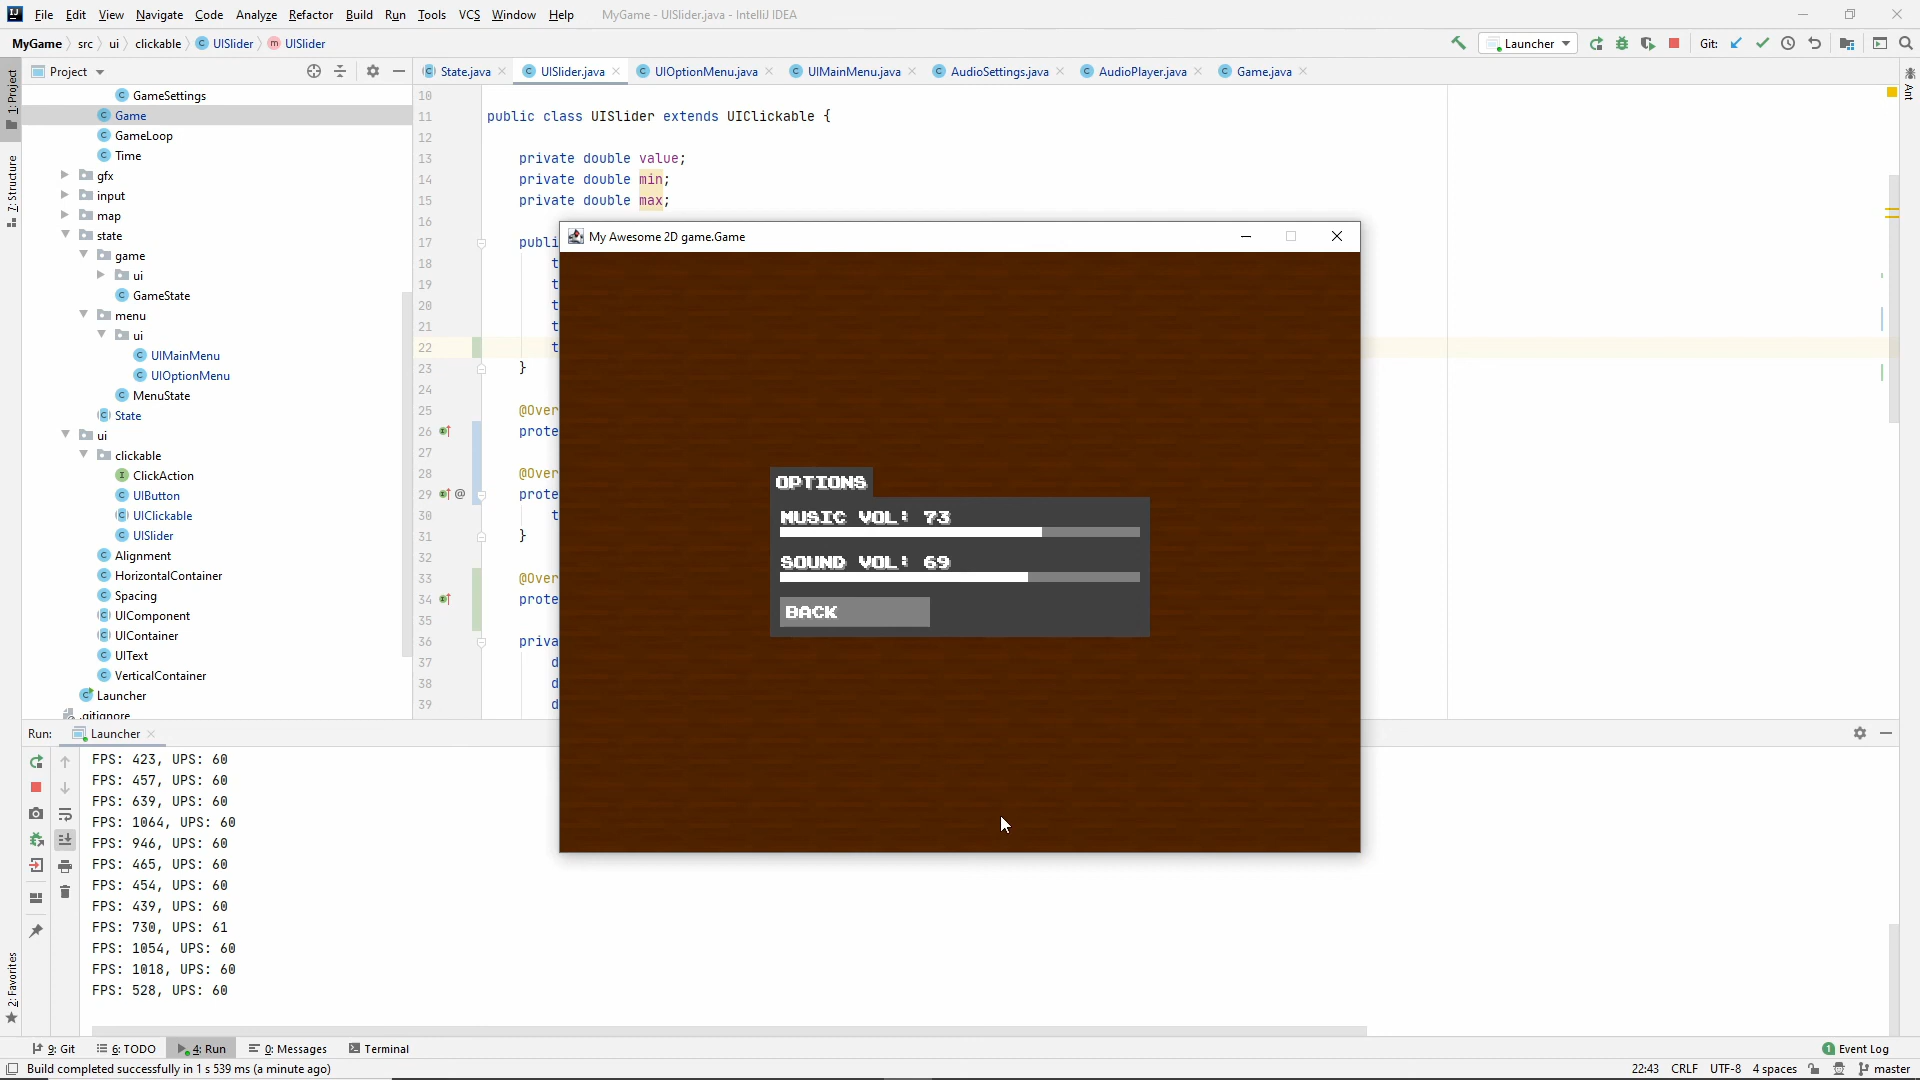 File Edit View Navigate Code Analyze Refactor Build Run Tools VCS Window Help MyGame - UISlider.java - IntelliJ IDEA
MyGame src ui clickable UISlider UISlider Launcher Git:
1: Project
7: Structure
2: Favorites
Ant
Project
State.java UISlider.java UIOptionMenu.java UIMainMenu.java AudioSettings.java AudioPlayer.java Game.java
GameSettings
Game
GameLoop
Time
gfx
input
map
state
game
ui
GameState
menu
ui
UIMainMenu
UIOptionMenu
MenuState
State
ui
clickable
ClickAction
UIButton
UIClickable
UISlider
Alignment
HorizontalContainer
Spacing
UIComponent
UIContainer
UIText
VerticalContainer
Launcher
.gitignore
10
11 public class UISlider extends UIClickable {
12
13 private double value;
14 private double min;
15 private double max;
16
17 publi
18 t
19 t
20 t
21 t
22 t
23 }
24
25 @Over
26 prote
27
28 @Over
29 @ prote
30 t
31 }
32
33 @Over
34 prote
35
36 priva
37 d
38 d
39 d
My Awesome 2D game.Game
OPTIONS
MUSIC VOL: 73
SOUND VOL: 69
BACK
Run: Launcher
FPS: 423, UPS: 60
FPS: 457, UPS: 60
FPS: 639, UPS: 60
FPS: 1064, UPS: 60
FPS: 946, UPS: 60
FPS: 465, UPS: 60
FPS: 454, UPS: 60
FPS: 439, UPS: 60
FPS: 730, UPS: 61
FPS: 1054, UPS: 60
FPS: 1018, UPS: 60
FPS: 528, UPS: 60
9: Git 6: TODO 4: Run 0: Messages Terminal 1 Event Log
Build completed successfully in 1 s 539 ms (a minute ago) 22:43 CRLF UTF-8 4 spaces master